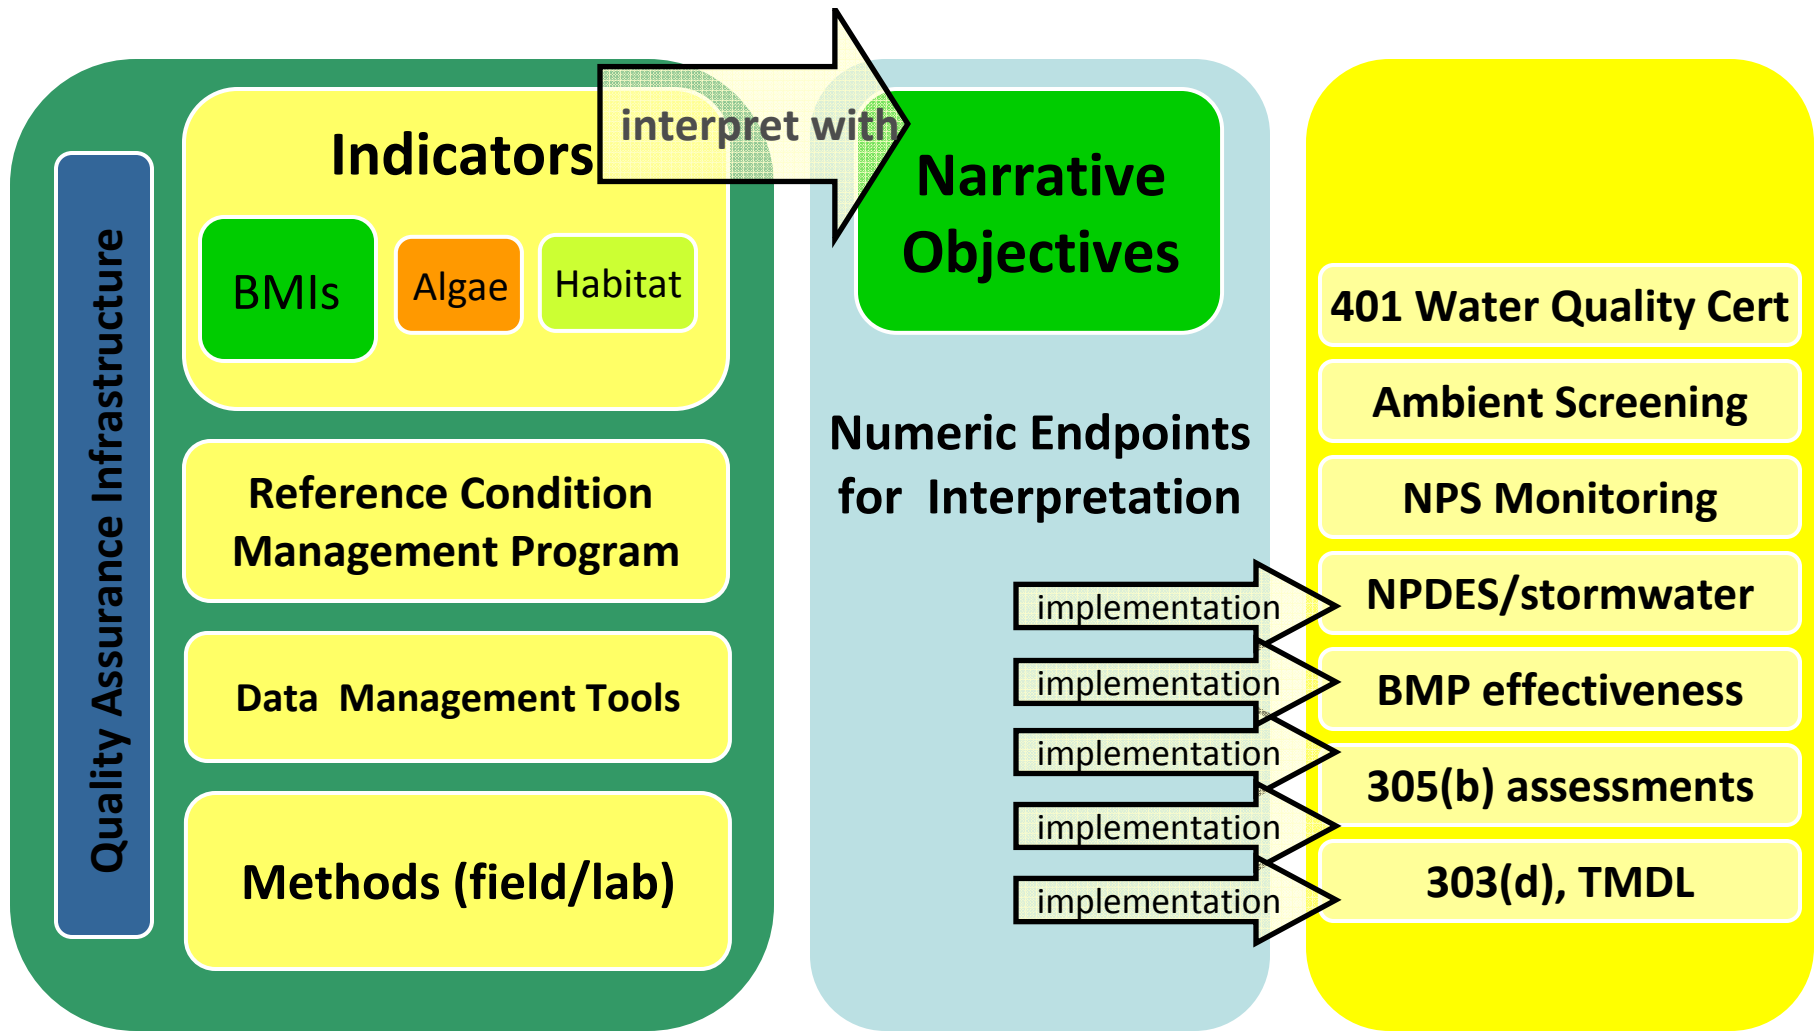 Quality Assurance Infrastructure
Indicators
BMIs
Algae
Habitat
Reference Condition
Management Program
Data Management Tools
Methods (field/lab)
interpret with
Narrative
Objectives
Numeric Endpoints
for Interpretation
implementation
implementation
implementation
implementation
implementation
401 Water Quality Cert
Ambient Screening
NPS Monitoring
NPDES/stormwater
BMP effectiveness
305(b) assessments
303(d), TMDL